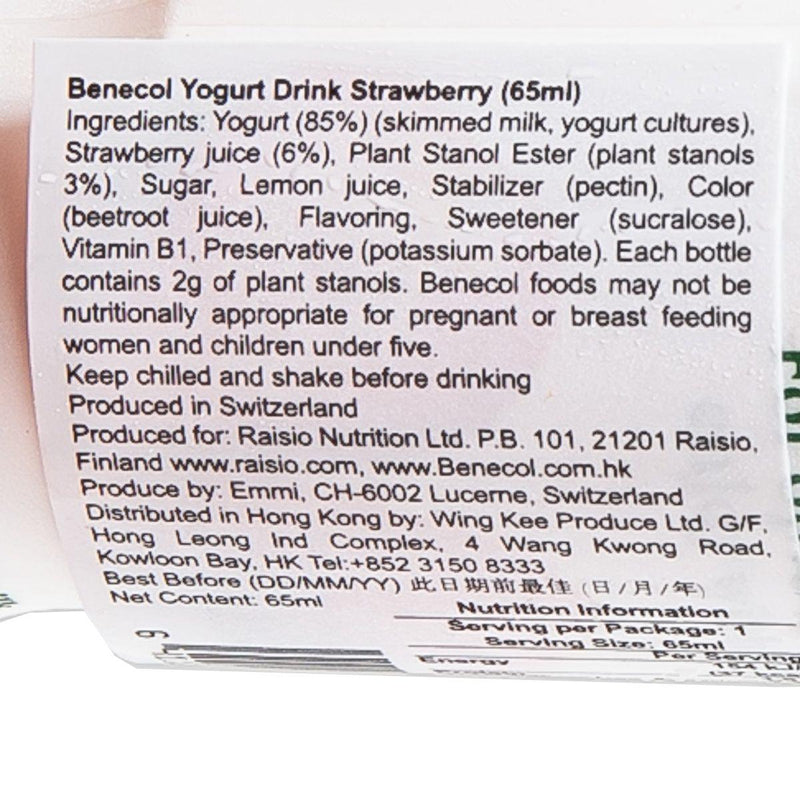 Benecol Yogurt Drink Strawberry (65ml)
Ingredients: Yogurt (85%) (skimmed milk, yogurt cultures),
Strawberry juice (6%), Plant Stanol Ester (plant stanols
3%), Sugar, Lemon juice, Stabilizer (pectin), Color
(beetroot juice), Flavoring, Sweetener (sucralose),
Vitamin B1, Preservative (potassium sorbate). Each bottle
contains 2g of plant stanols. Benecol foods may not be
nutritionally appropriate for pregnant or breast feeding
women and children under five.
Keep chilled and shake before drinking
Produced in Switzerland
Produced for: Raisio Nutrition Ltd. P.B. 101, 21201 Raisio,
Finland www.raisio.com, www.Benecol.com.hk
Produce by: Emmi, CH-6002 Lucerne, Switzerland
Distributed in Hong Kong by: Wing Kee Produce Ltd. G/F,
Hong Leong Ind Complex, 4 Wang Kwong Road,
Kowloon Bay, HK Tel:+852 3150 8333
Best Before (DD/MM/YY) 此日期前最佳 (日/月/年)
Net Content: 65ml
Nutrition Information
Serving per Package: 1
Serving Size: 65ml
Per Serving
Energy